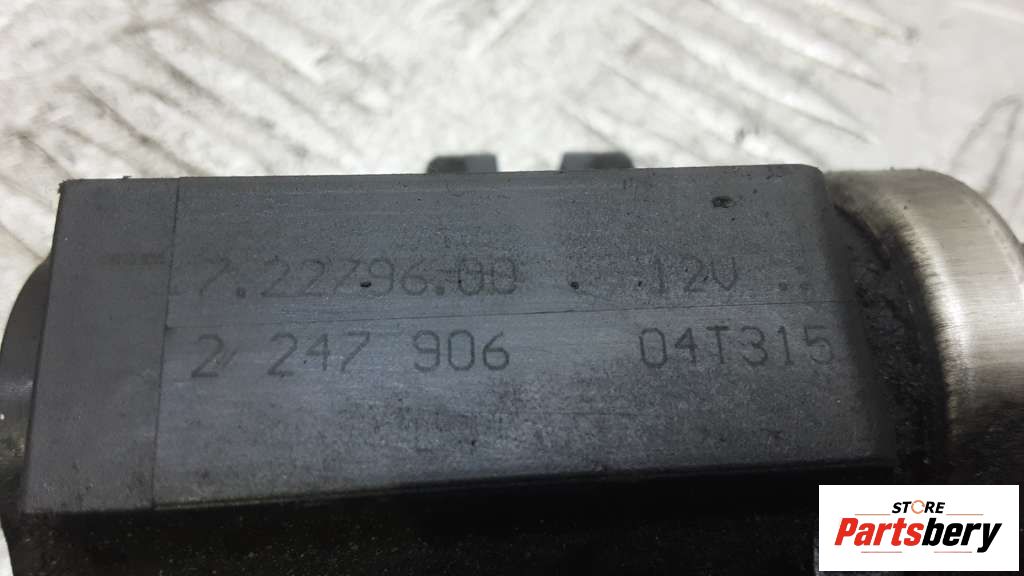 7.22796.00 12V
2 247 906 04T315
STORE
Partsbery